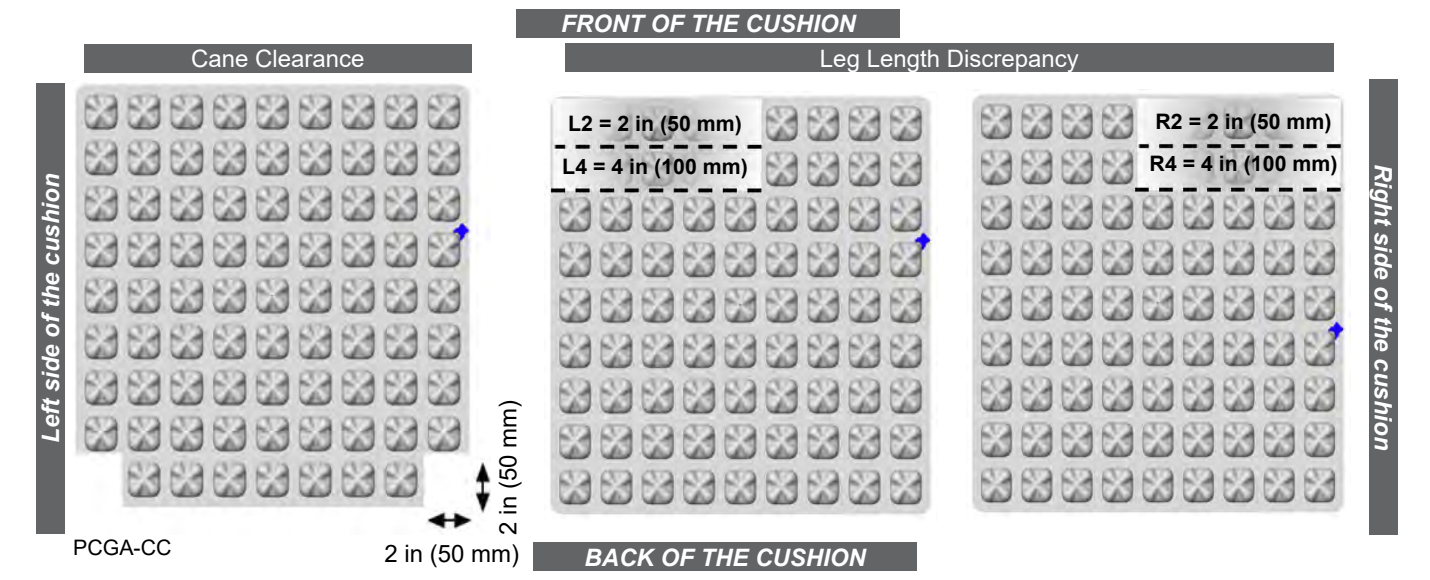 FRONT OF THE CUSHION
Cane Clearance
Leg Length Discrepancy
Left side of the cushion
L2 = 2 in (50 mm)
L4 = 4 in (100 mm)
R2 = 2 in (50 mm)
R4 = 4 in (100 mm)
Right side of the cushion
2 in (50 mm)
PCGA-CC
2 in (50 mm)
BACK OF THE CUSHION